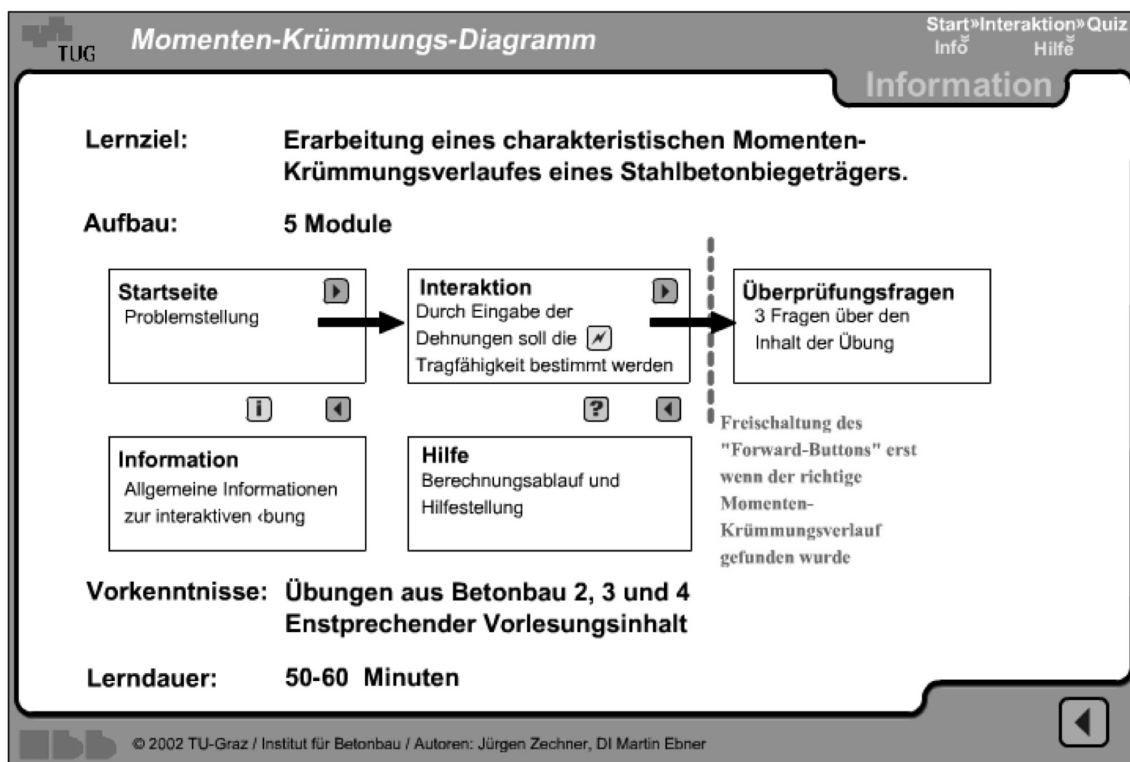 TUG
Momenten-Krümmungs-Diagramm
Start»Interaktion»Quiz
Info Hilfe
Information
Lernziel: Erarbeitung eines charakteristischen Momenten-
Krümmungsverlaufes eines Stahlbetonbiegeträgers.
Aufbau: 5 Module
Startseite
Problemstellung
Interaktion
Durch Eingabe der
Dehnungen soll die
Tragfähigkeit bestimmt werden
Überprüfungsfragen
3 Fragen über den
Inhalt der Übung
i
?
Information
Allgemeine Informationen
zur interaktiven ‹bung
Hilfe
Berechnungsablauf und
Hilfestellung
Freischaltung des
"Forward-Buttons" erst
wenn der richtige
Momenten-
Krümmungsverlauf
gefunden wurde
Vorkenntnisse: Übungen aus Betonbau 2, 3 und 4
Enstprechender Vorlesungsinhalt
Lerndauer: 50-60 Minuten
bb
© 2002 TU-Graz / Institut für Betonbau / Autoren: Jürgen Zechner, DI Martin Ebner